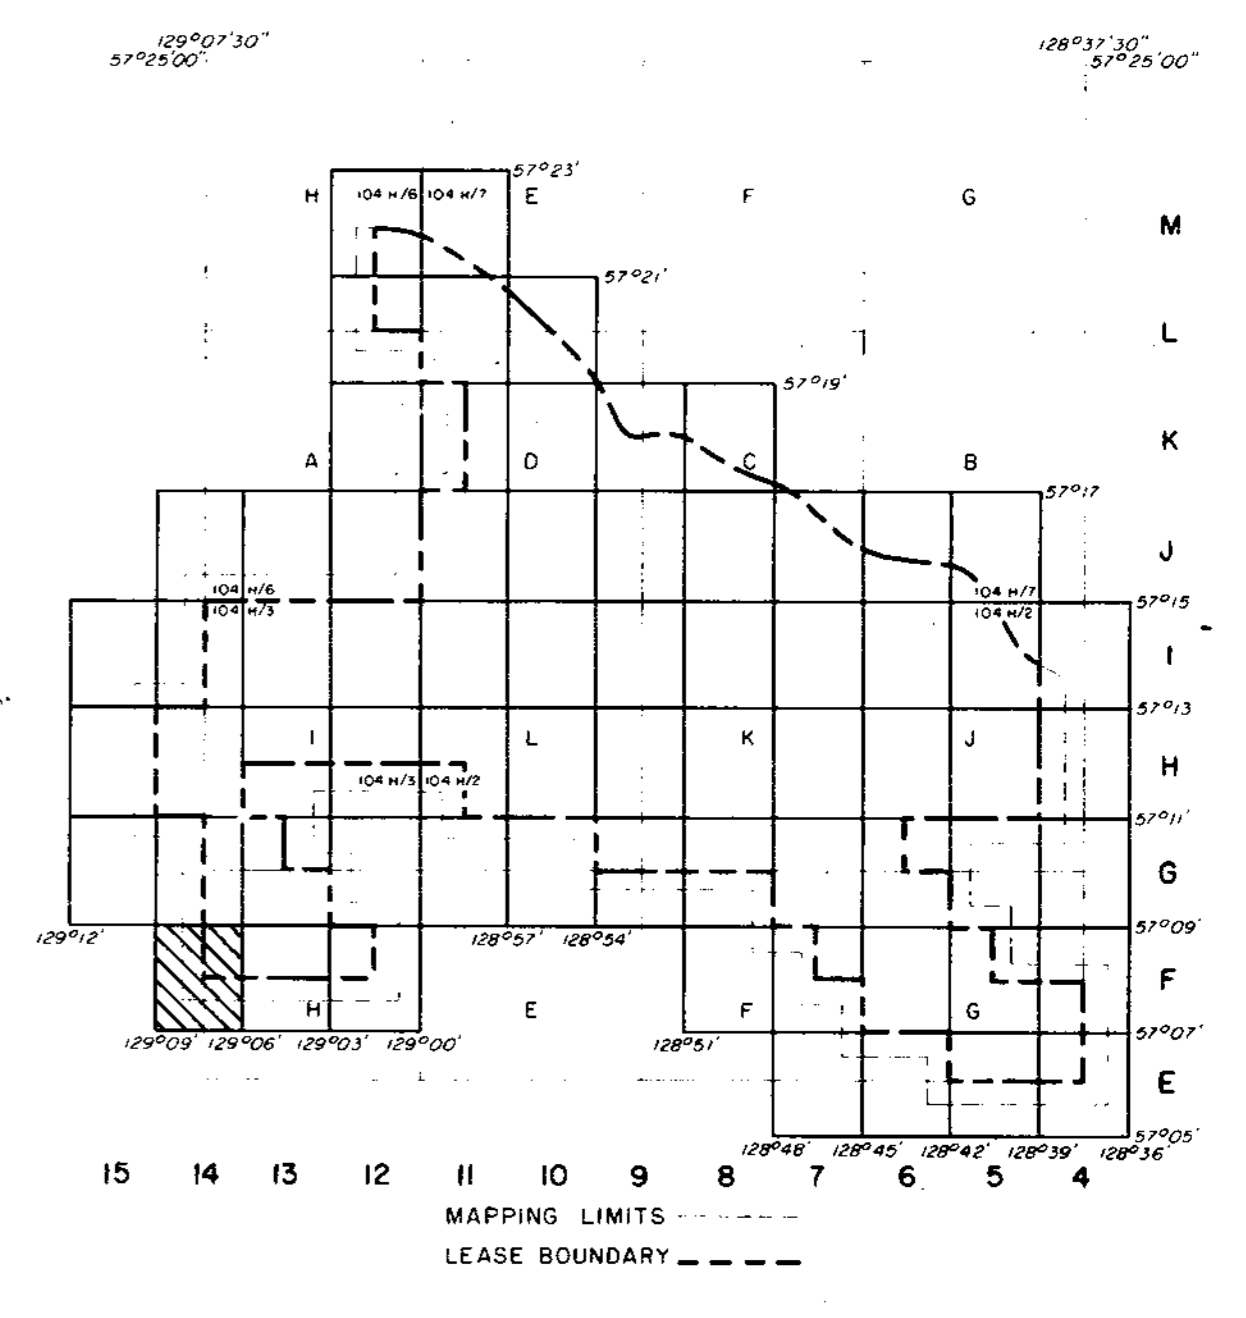 129°07'30"
57°25'00"
128°37'30"
57°25'00"
57°23'
H 104 H/6 104 H/7 E F G
M
57°21'
L
57°19'
K
A D C B
57°17
J
104 H/6 104 H/7
104 H/3 104 H/2
57°15'
I
57°13
I L K J
H
104 H/3 104 H/2
57°11'
G
57°09'
129°12' 128°57' 128°54'
F
H E F G
57°07'
129°09' 129°06' 129°03' 129°00' 128°51'
E
57°05'
128°48' 128°45' 128°42' 128°39' 128°36'
15 14 13 12 11 10 9 8 7 6 5 4
MAPPING LIMITS
LEASE BOUNDARY